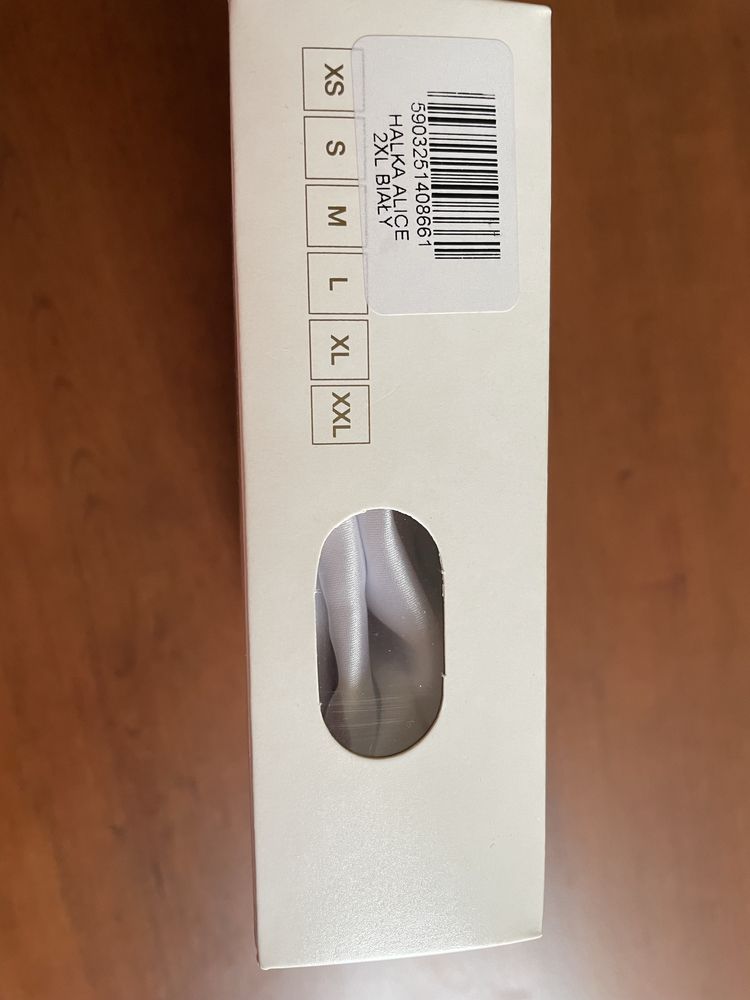 5903251408661
HALKA ALICE
2XL BIAŁY
XS
S
M
L
XL
XXL